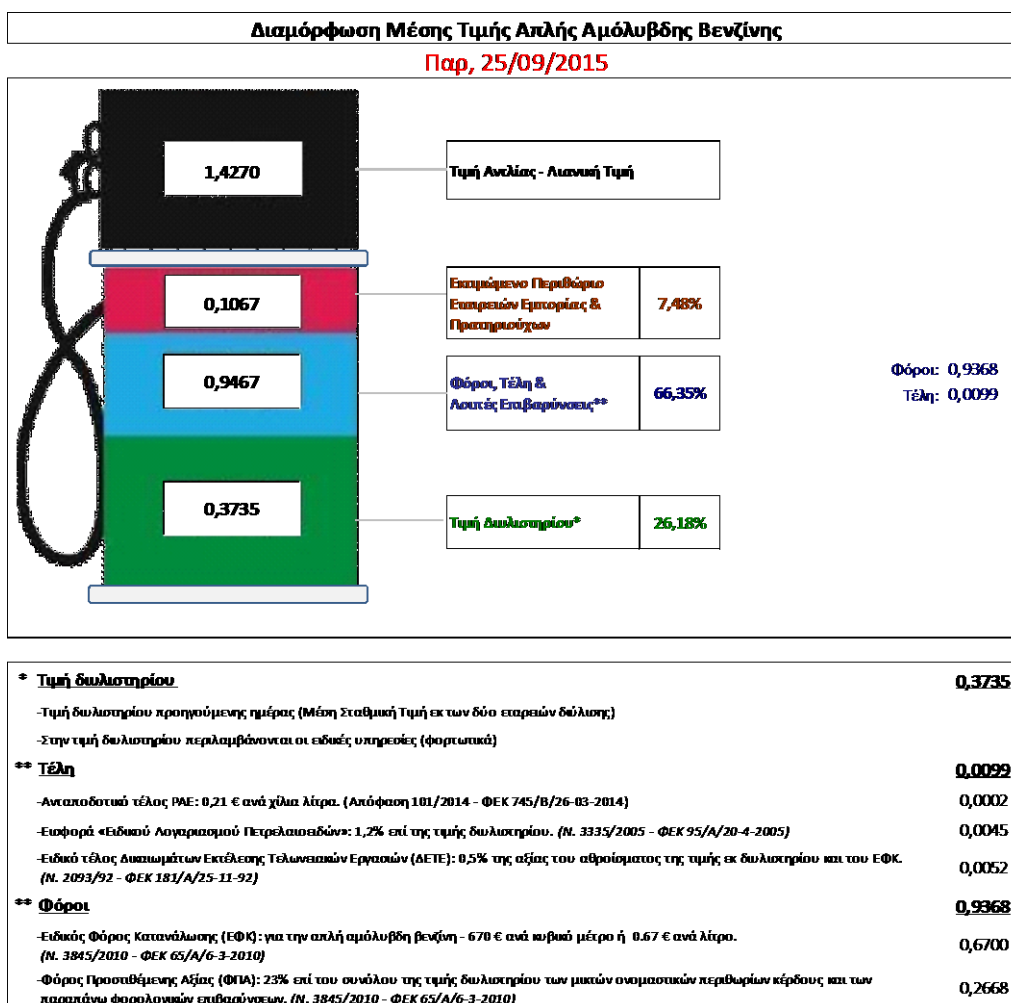 Διαμόρφωση Μέσης Τιμής Απλής Αμόλυβδης Βενζίνης
Παρ, 25/09/2015
1,4270
Τιμή Αντλίας - Λιανική Τιμή
0,1067
Εκτιμώμενο Περιθώριο
Εταιρειών Εμπορίας &
Πρατηριούχων
7,48%
0,9467
Φόροι, Τέλη &
Λοιπές Επιβαρύνσεις**
66,35%
Φόροι: 0,9368
Τέλη: 0,0099
0,3735
Τιμή Διυλιστηρίου*
26,18%
* Τιμή διυλιστηρίου 0,3735
-Τιμή διυλιστηρίου προηγούμενης ημέρας (Μέση Σταθμική Τιμή εκ των δύο εταρειών διύλισης)
-Στην τιμή διυλιστηρίου περιλαμβάνονται οι ειδικές υπηρεσίες (φορτωτικά)
** Τέλη 0,0099
-Ανταποδοτικό τέλος ΡΑΕ: 0,21 € ανά χίλια λίτρα. (Απόφαση 101/2014 - ΦΕΚ 745/Β/26-03-2014) 0,0002
-Εισφορά «Ειδικού Λογαριασμού Πετρελαιοειδών»: 1,2% επί της τιμής διυλιστηρίου. (Ν. 3335/2005 - ΦΕΚ 95/Α/20-4-2005) 0,0045
-Ειδικό τέλος Δικαιωμάτων Εκτέλεσης Τελωνειακών Εργασιών (ΔΕΤΕ): 0,5% της αξίας του αθροίσματος της τιμής εκ διυλιστηρίου και του ΕΦΚ.
(Ν. 2093/92 - ΦΕΚ 181/Α/25-11-92) 0,0052
** Φόροι 0,9368
-Ειδικός Φόρος Κατανάλωσης (ΕΦΚ): για την απλή αμόλυβδη βενζίνη - 670 € ανά κυβικό μέτρο ή 0.67 € ανά λίτρο.
(Ν. 3845/2010 - ΦΕΚ 65/Α/6-3-2010) 0,6700
-Φόρος Προστιθέμενης Αξίας (ΦΠΑ): 23% επί του συνόλου της τιμής διυλιστηρίου των μικτών ονομαστικών περιθωρίων κέρδους και των
παραπάνω φορολογικών επιβαρύνσεων. (Ν. 3845/2010 - ΦΕΚ 65/Α/6-3-2010) 0,2668